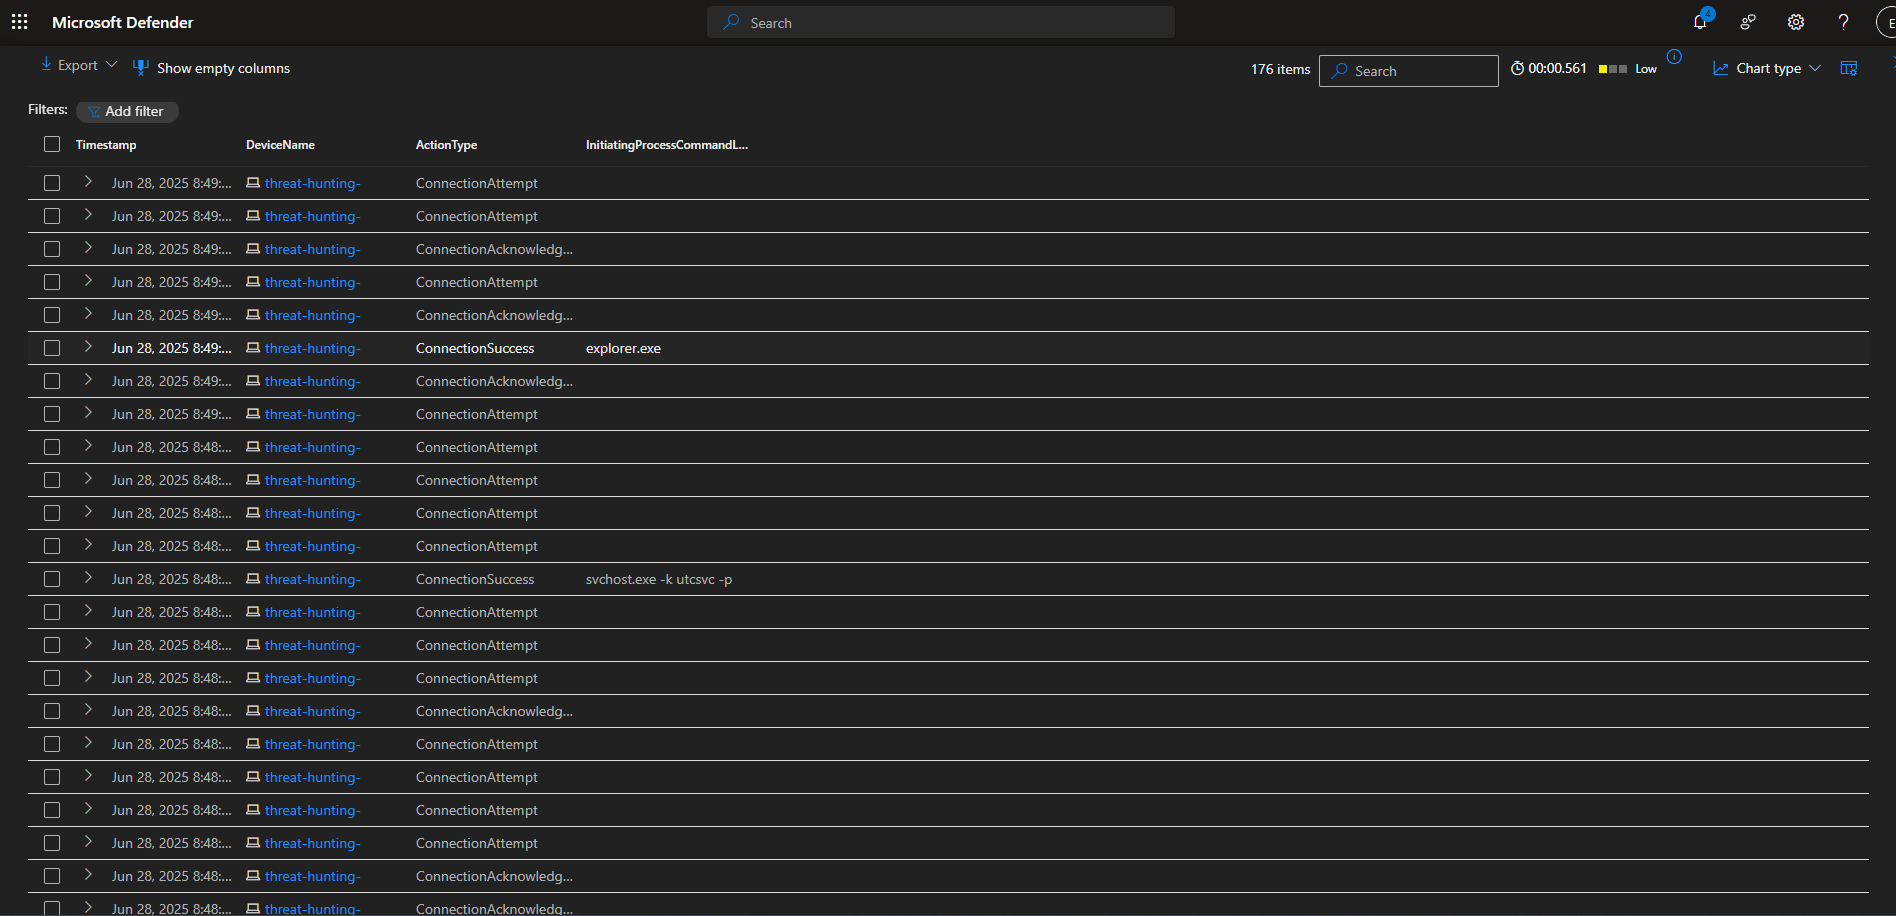 Microsoft Defender
Search
4
E
Export
Show empty columns
176 items
Search
00:00.561
Low
Chart type
Filters:
Add filter
Timestamp DeviceName ActionType InitiatingProcessCommandL...
Jun 28, 2025 8:49:... threat-hunting- ConnectionAttempt
Jun 28, 2025 8:49:... threat-hunting- ConnectionAttempt
Jun 28, 2025 8:49:... threat-hunting- ConnectionAcknowledg...
Jun 28, 2025 8:49:... threat-hunting- ConnectionAttempt
Jun 28, 2025 8:49:... threat-hunting- ConnectionAcknowledg...
Jun 28, 2025 8:49:... threat-hunting- ConnectionSuccess explorer.exe
Jun 28, 2025 8:49:... threat-hunting- ConnectionAcknowledg...
Jun 28, 2025 8:49:... threat-hunting- ConnectionAttempt
Jun 28, 2025 8:48:... threat-hunting- ConnectionAttempt
Jun 28, 2025 8:48:... threat-hunting- ConnectionAttempt
Jun 28, 2025 8:48:... threat-hunting- ConnectionAttempt
Jun 28, 2025 8:48:... threat-hunting- ConnectionAttempt
Jun 28, 2025 8:48:... threat-hunting- ConnectionSuccess svchost.exe -k utcsvc -p
Jun 28, 2025 8:48:... threat-hunting- ConnectionAttempt
Jun 28, 2025 8:48:... threat-hunting- ConnectionAttempt
Jun 28, 2025 8:48:... threat-hunting- ConnectionAttempt
Jun 28, 2025 8:48:... threat-hunting- ConnectionAcknowledg...
Jun 28, 2025 8:48:... threat-hunting- ConnectionAttempt
Jun 28, 2025 8:48:... threat-hunting- ConnectionAttempt
Jun 28, 2025 8:48:... threat-hunting- ConnectionAttempt
Jun 28, 2025 8:48:... threat-hunting- ConnectionAttempt
Jun 28, 2025 8:48:... threat-hunting- ConnectionAcknowledg...
Jun 28, 2025 8:48:... threat-hunting- ConnectionAcknowledg...